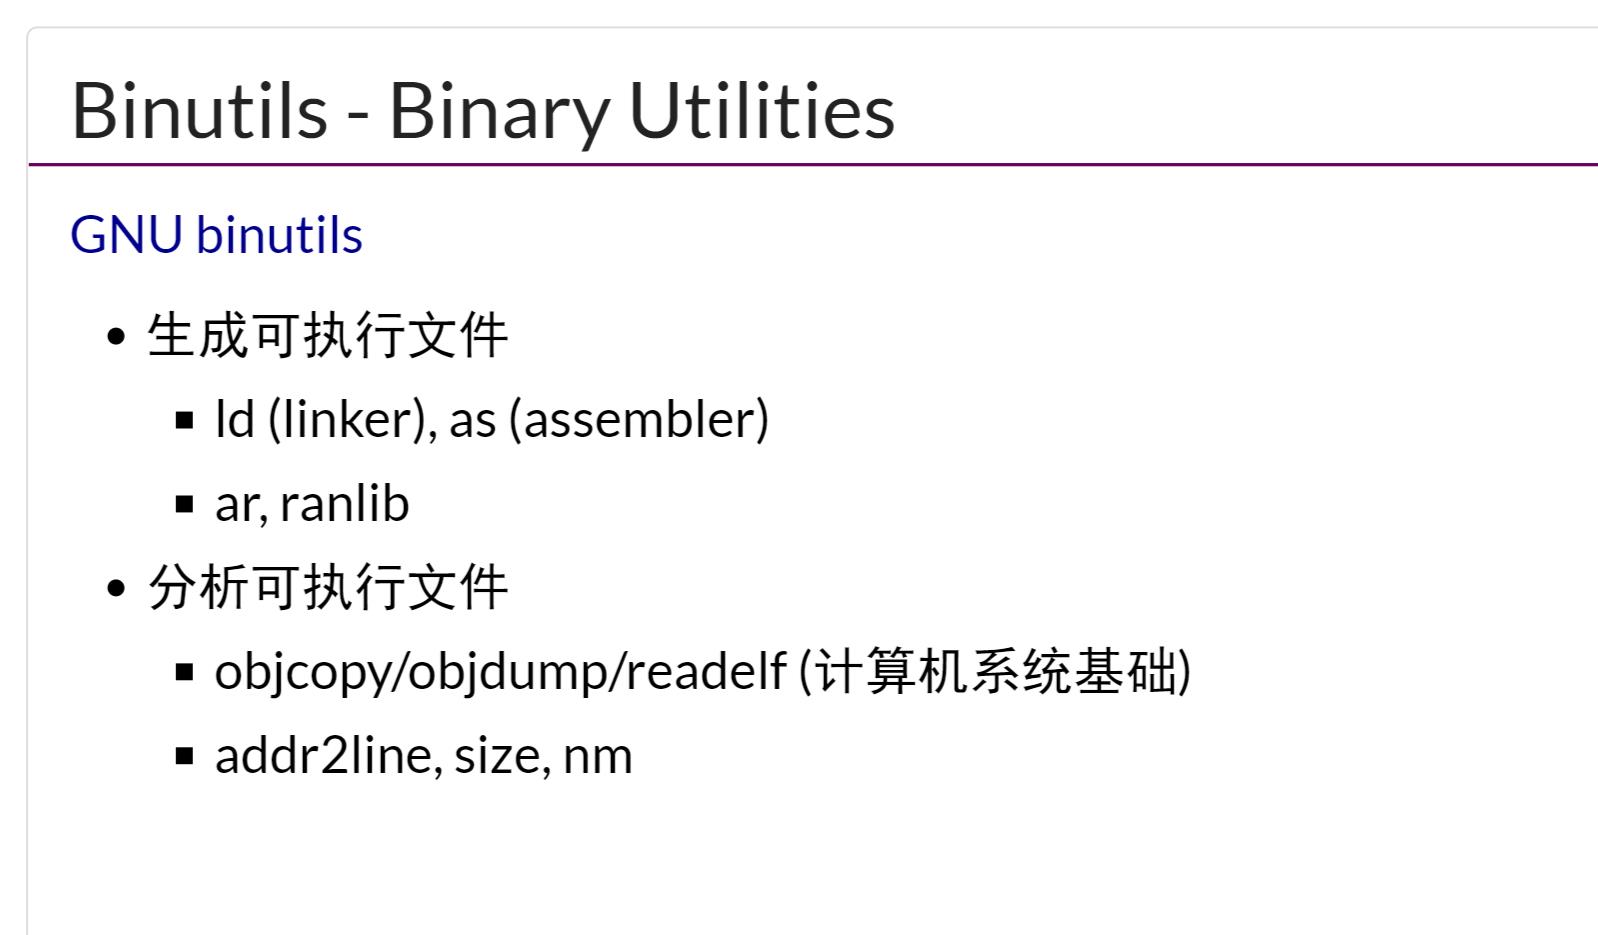 Binutils - Binary Utilities
GNU binutils
生成可执行文件
ld (linker), as (assembler)
ar, ranlib
分析可执行文件
objcopy/objdump/readelf (计算机系统基础)
addr2line, size, nm